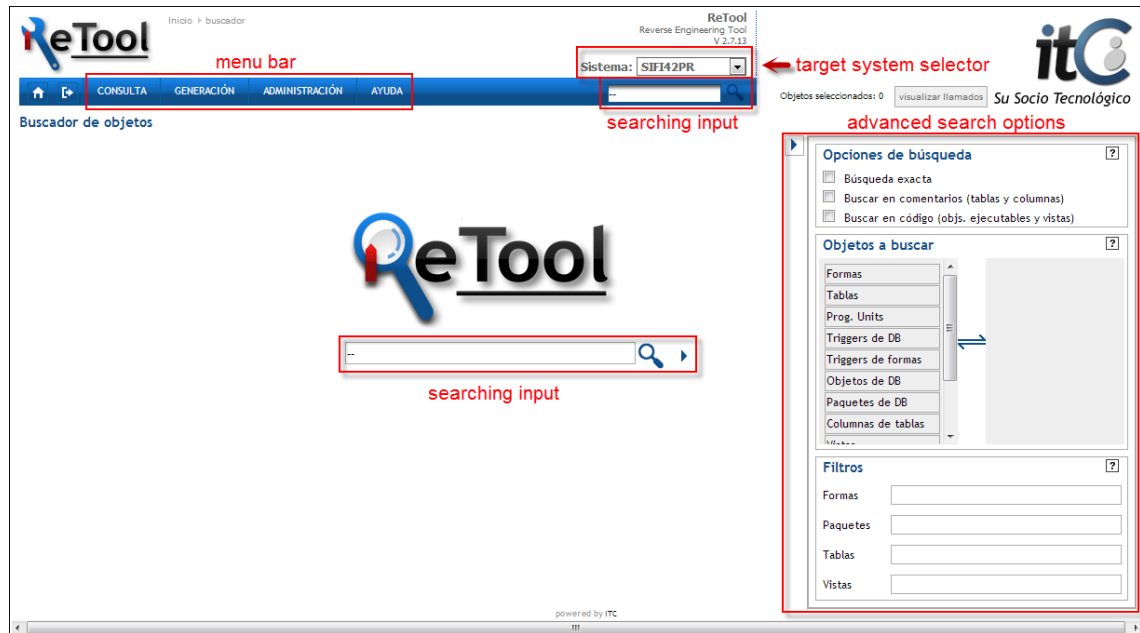 ReTool
Inicio > buscador
ReTool
Reverse Engineering Tool
V 2.7.13
menu bar
Sistema: SIFI42PR
target system selector
itC
CONSULTA GENERACIÓN ADMINISTRACIÓN AYUDA
--
Objetos seleccionados: 0 visualizar llamados
Su Socio Tecnológico
Buscador de objetos
searching input
advanced search options
Opciones de búsqueda ?
Búsqueda exacta
Buscar en comentarios (tablas y columnas)
Buscar en código (objs. ejecutables y vistas)
Objetos a buscar ?
Formas
Tablas
Prog. Units
Triggers de DB
Triggers de formas
Objetos de DB
Paquetes de DB
Columnas de tablas
Vistas
ReTool
--
searching input
Filtros ?
Formas
Paquetes
Tablas
Vistas
powered by ITC